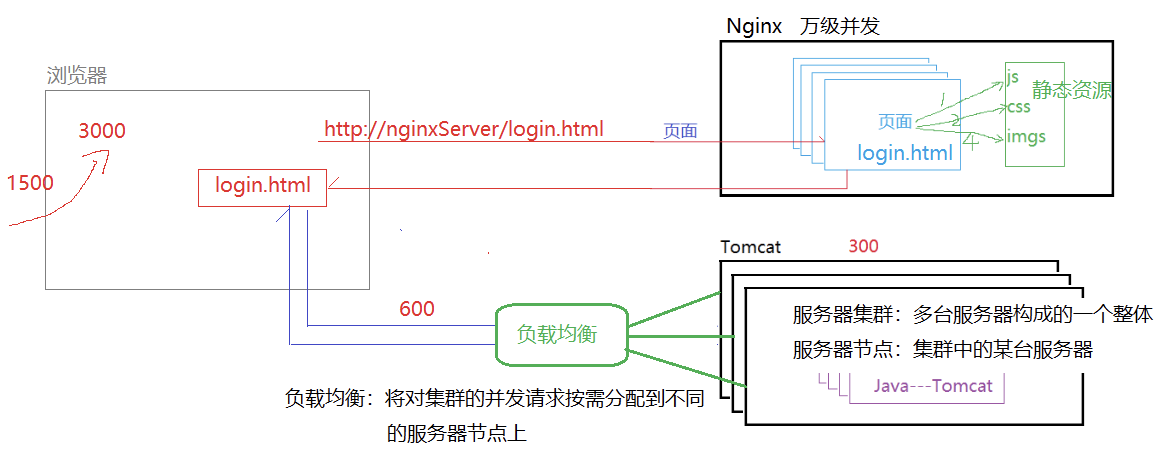 Nginx 万级并发
浏览器
3000
1500
http://nginxServer/login.html
页面
页面
login.html
1
2
4
js
css
imgs
静态资源
login.html
Tomcat
300
600
负载均衡
服务器集群：多台服务器构成的一个整体
服务器节点：集群中的某台服务器
Java---Tomcat
负载均衡：将对集群的并发请求按需分配到不同
的服务器节点上